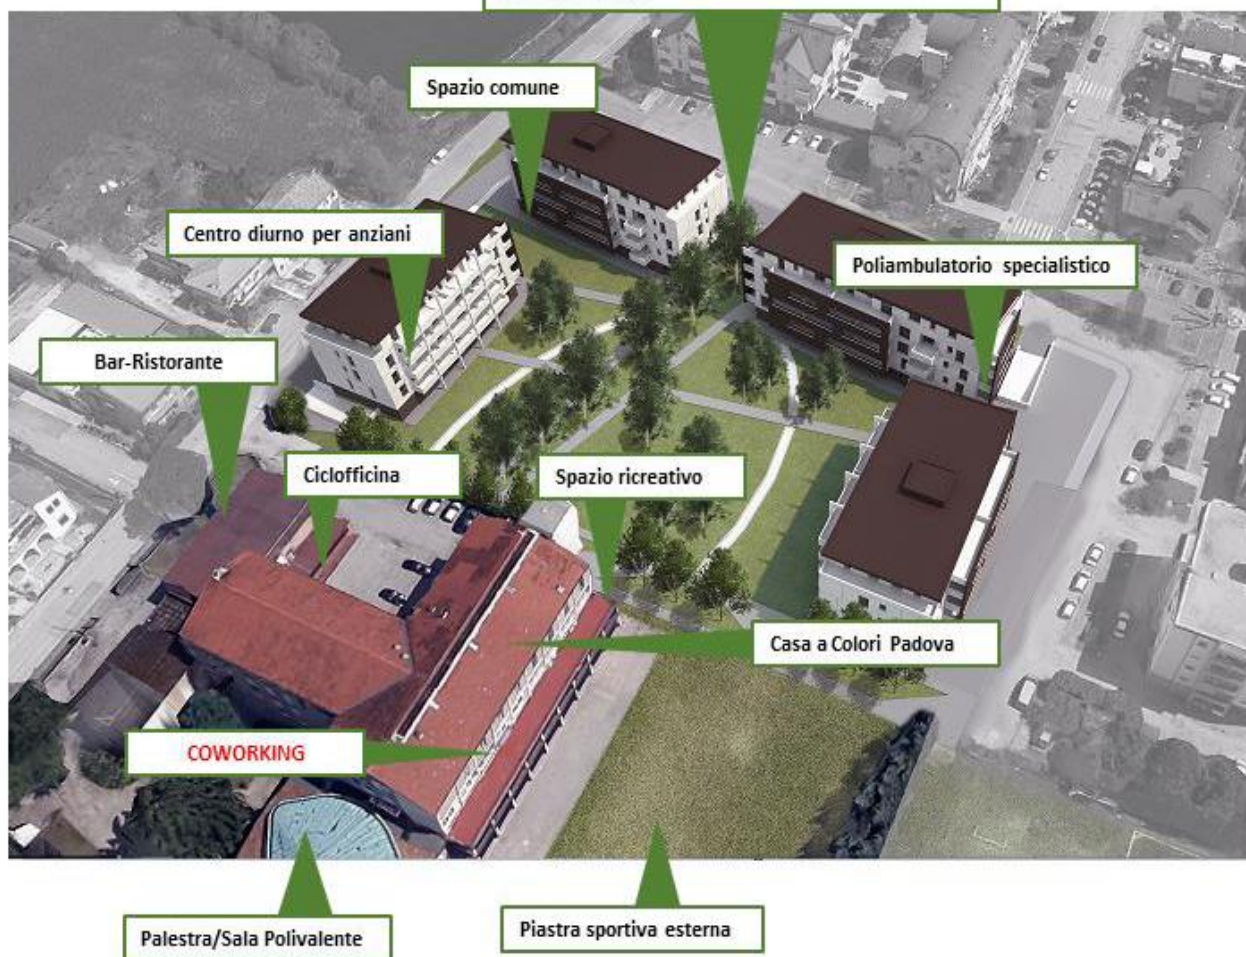 Spazio comune
Centro diurno per anziani
Poliambulatorio specialistico
Bar-Ristorante
Ciclofficina
Spazio ricreativo
Casa a Colori Padova
COWORKING
Palestra/Sala Polivalente
Piastra sportiva esterna